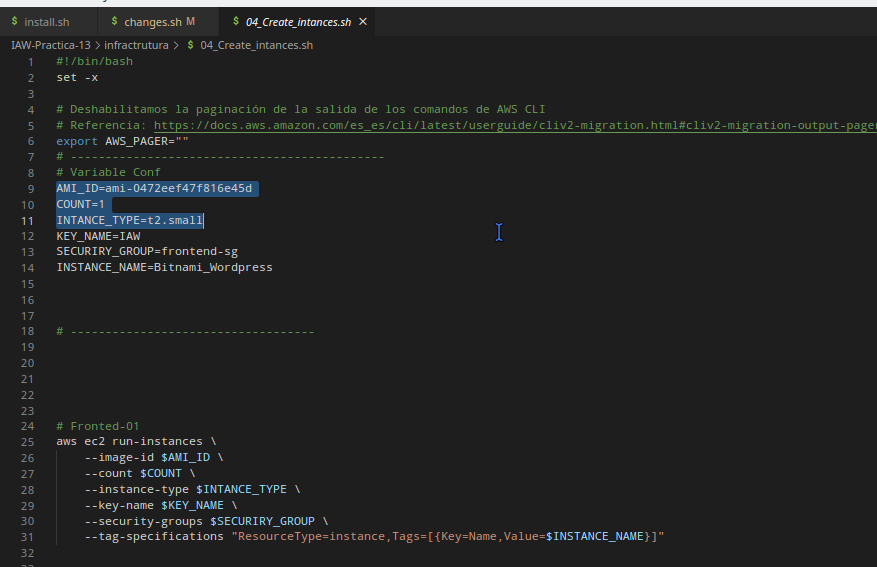 install.sh
changes.sh M
04_Create_intances.sh
IAW-Practica-13 > infractrutura > $ 04_Create_intances.sh
1 #!/bin/bash
2 set -x
3
4 # Deshabilitamos la paginación de la salida de los comandos de AWS CLI
5 # Referencia: https://docs.aws.amazon.com/es_es/cli/latest/userguide/cliv2-migration.html#cliv2-migration-output-pager
6 export AWS_PAGER=""
7 # ---------------------------------------------
8 # Variable Conf
9 AMI_ID=ami-0472eef47f816e45d
10 COUNT=1
11 INTANCE_TYPE=t2.small
12 KEY_NAME=IAW
13 SECURIRY_GROUP=frontend-sg
14 INSTANCE_NAME=Bitnami_Wordpress
15
16
17
18 # -----------------------------------
19
20
21
22
23
24 # Fronted-01
25 aws ec2 run-instances \
26 --image-id $AMI_ID \
27 --count $COUNT \
28 --instance-type $INTANCE_TYPE \
29 --key-name $KEY_NAME \
30 --security-groups $SECURIRY_GROUP \
31 --tag-specifications "ResourceType=instance,Tags=[{Key=Name,Value=$INSTANCE_NAME}]"
32